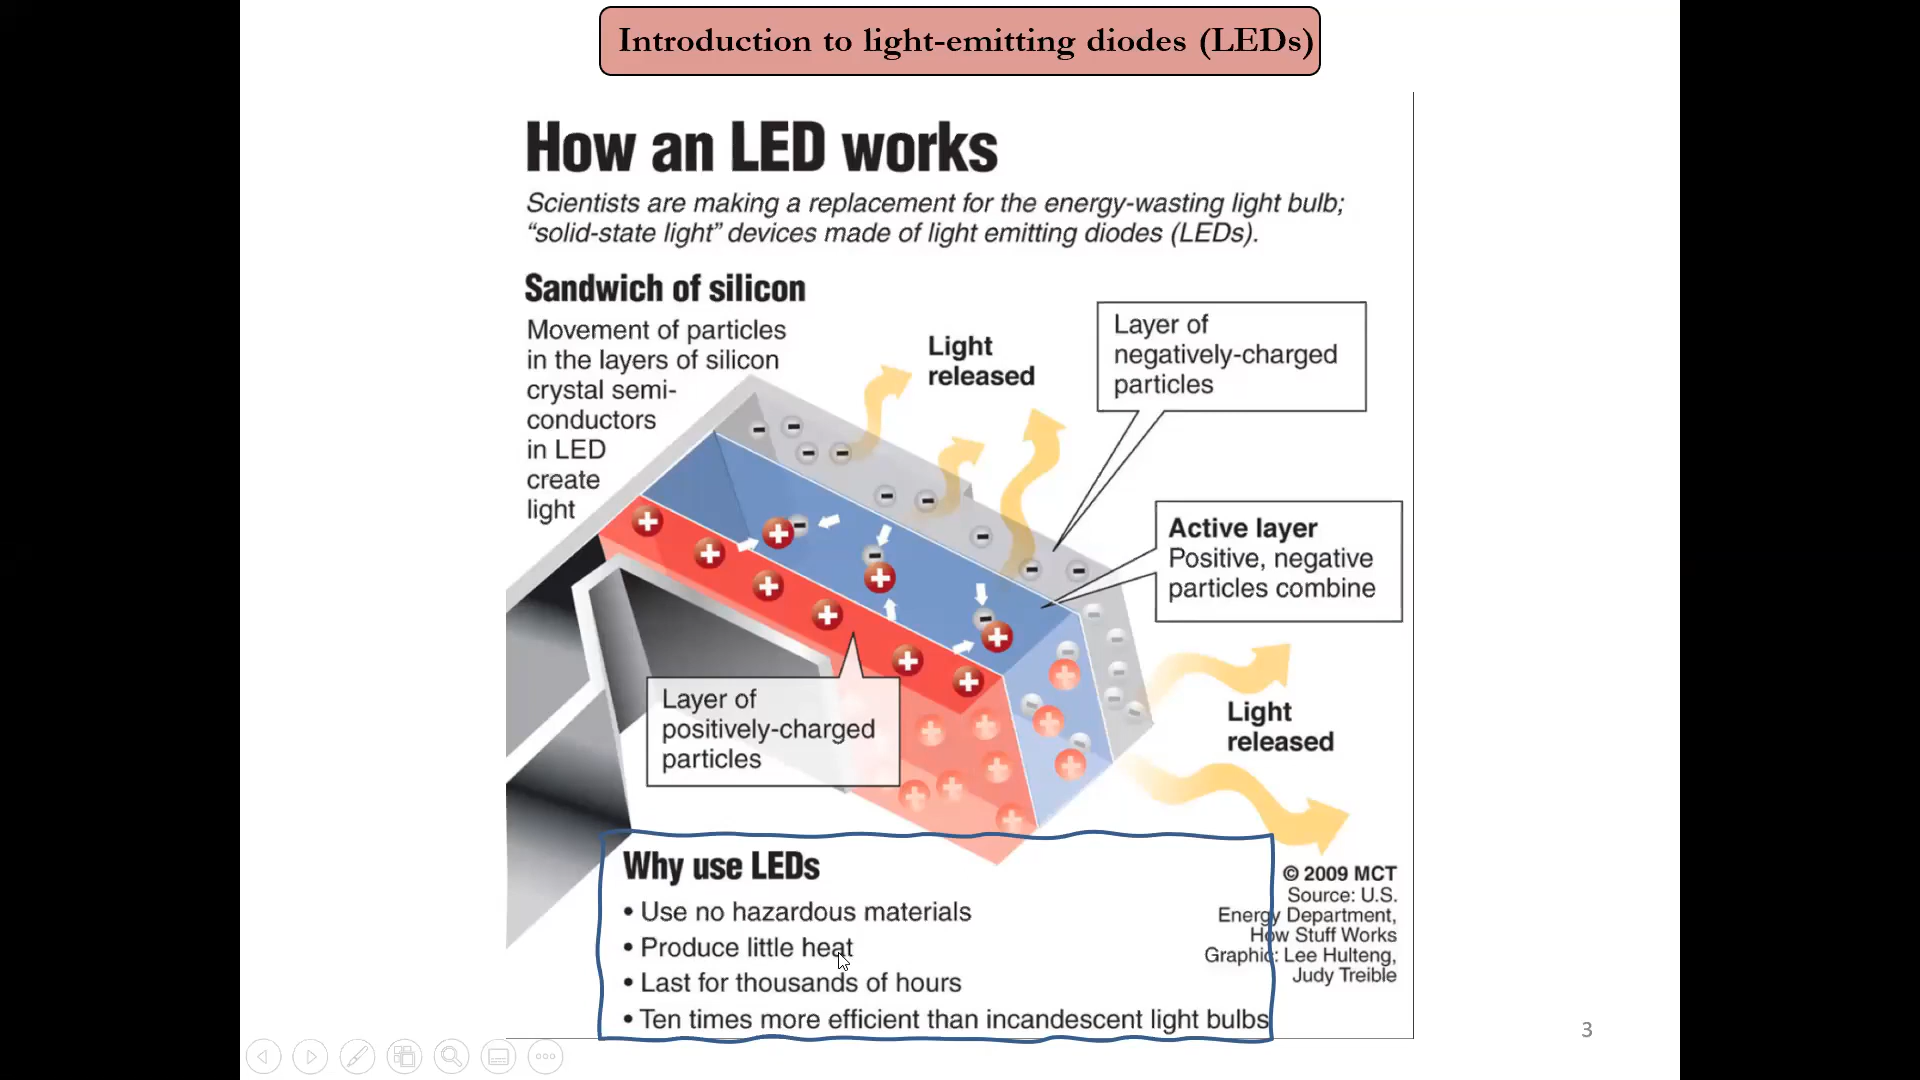 Introduction to light-emitting diodes (LEDs)
How an LED works
Scientists are making a replacement for the energy-wasting light bulb;
“solid-state light” devices made of light emitting diodes (LEDs).
Sandwich of silicon
Movement of particles
in the layers of silicon
crystal semi-
conductors
in LED
create
light
Light
released
Layer of
negatively-charged
particles
Active layer
Positive, negative
particles combine
Layer of
positively-charged
particles
Light
released
Why use LEDs
• Use no hazardous materials
• Produce little heat
• Last for thousands of hours
• Ten times more efficient than incandescent light bulbs
© 2009 MCT
Source: U.S.
Energy Department,
How Stuff Works
Graphic: Lee Hulteng,
Judy Treible
3